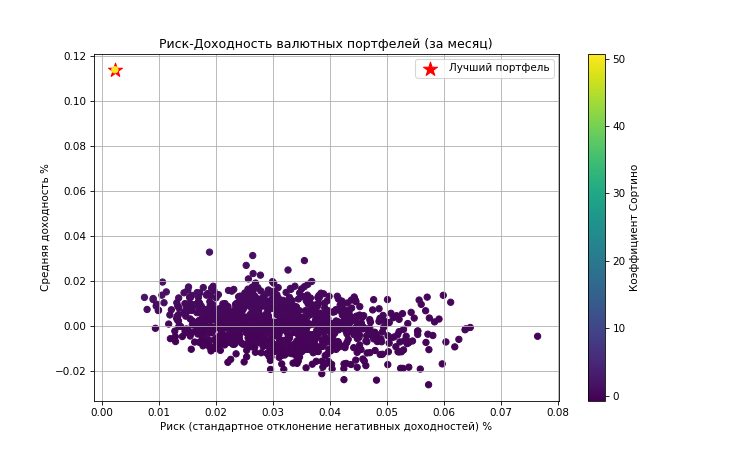 Риск-Доходность валютных портфелей (за месяц)
Лучший портфель
0.12
0.10
0.08
0.06
0.04
0.02
0.00
−0.02
Средняя доходность %
0.00 0.01 0.02 0.03 0.04 0.05 0.06 0.07 0.08
Риск (стандартное отклонение негативных доходностей) %
50
40
30
20
10
0
Коэффициент Сортино